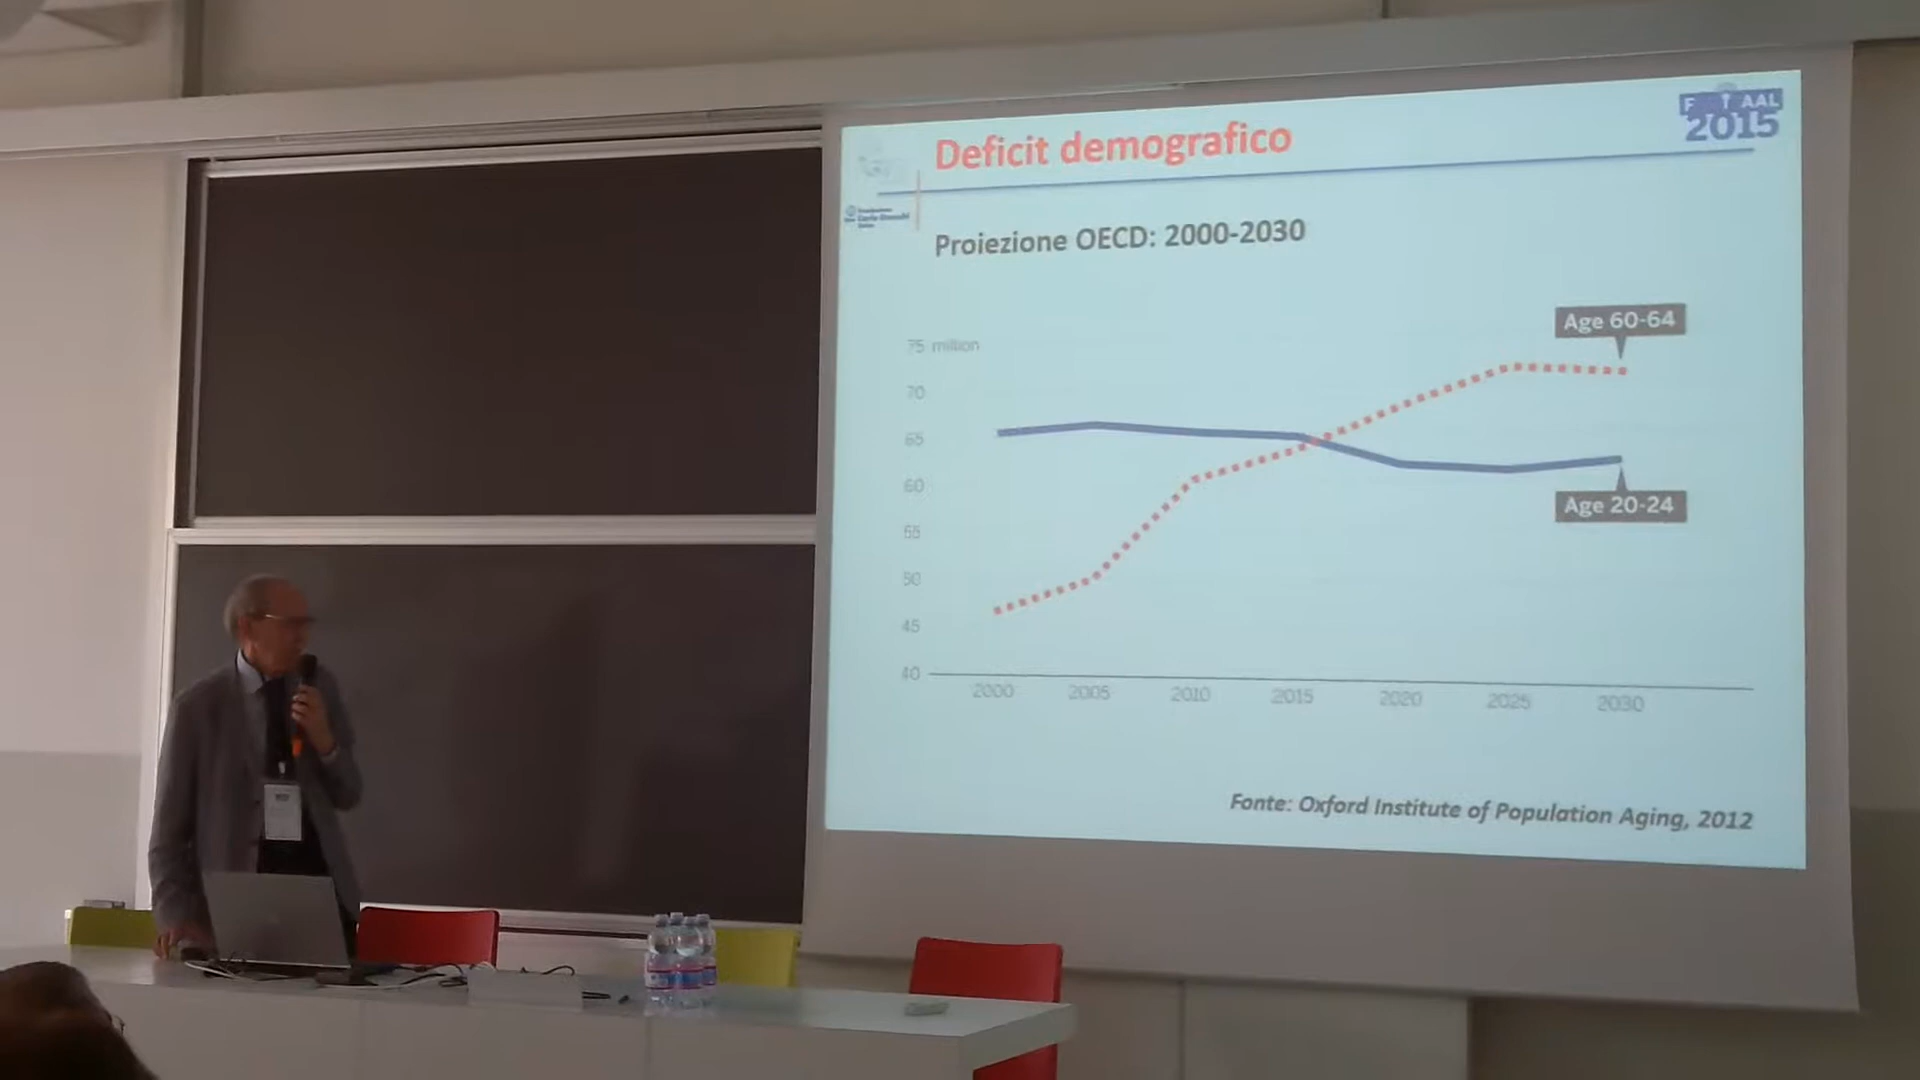 Deficit demografico
F T AAL
2015
Proiezione OECD: 2000-2030
Age 60-64
75 million
70
65
60
55
50
45
40
Age 20-24
2000 2005 2010 2015 2020 2025 2030
Fonte: Oxford Institute of Population Aging, 2012